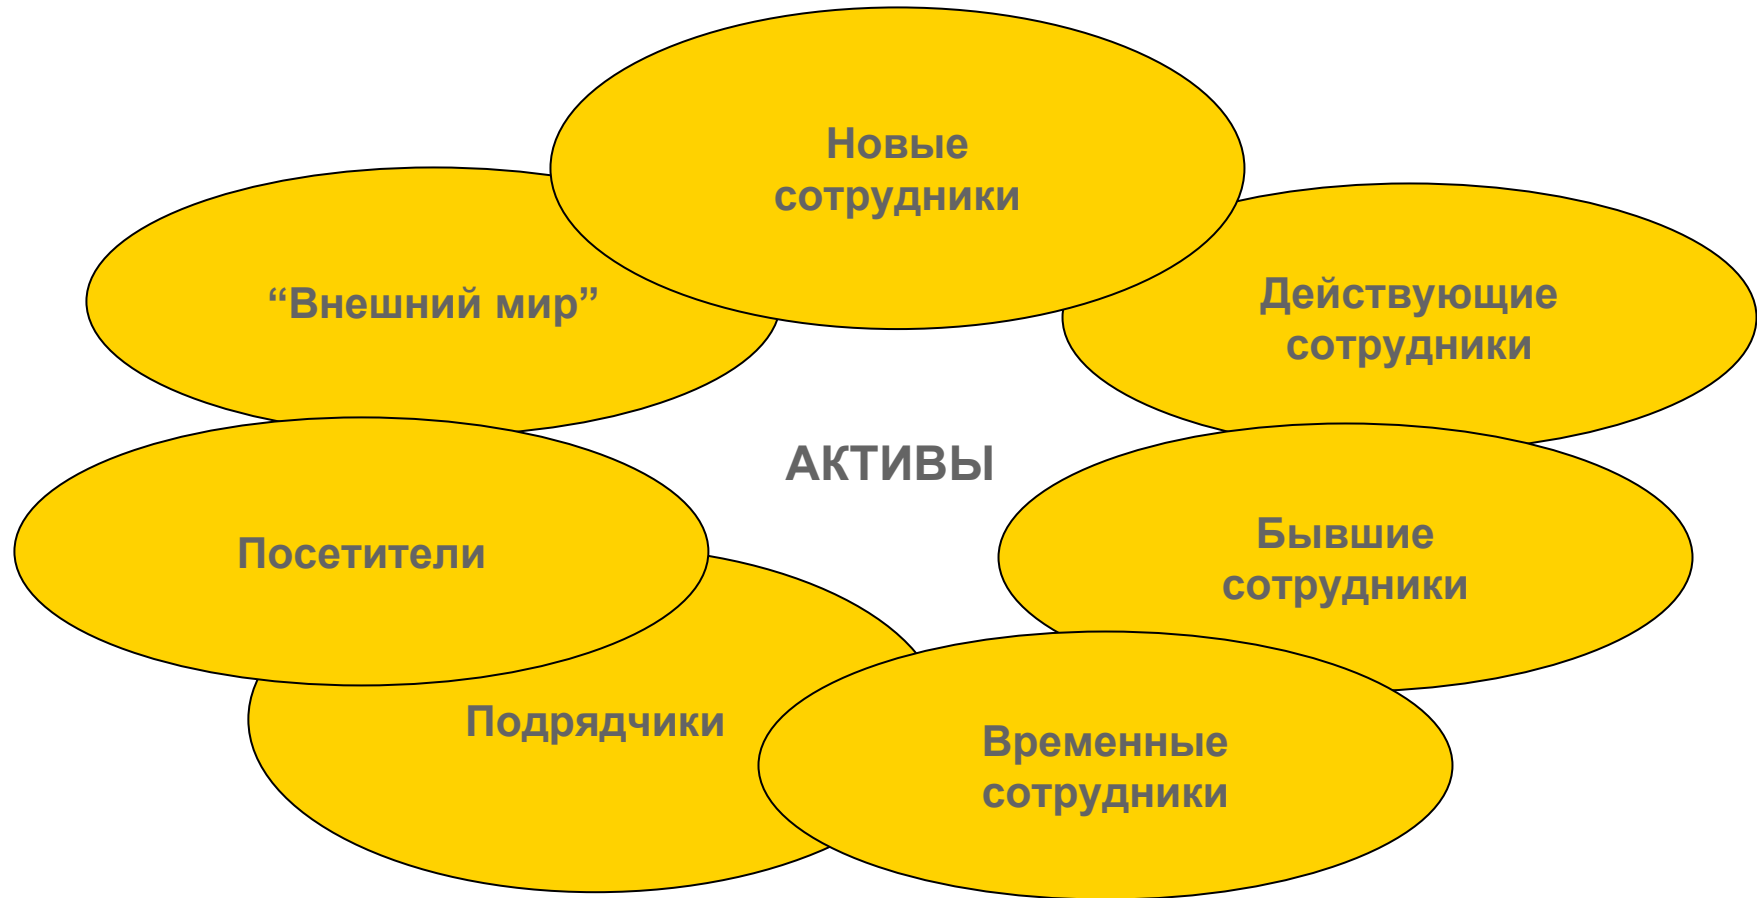 Новые
сотрудники
“Внешний мир”
Действующие
сотрудники
АКТИВЫ
Посетители
Бывшие
сотрудники
Подрядчики
Временные
сотрудники